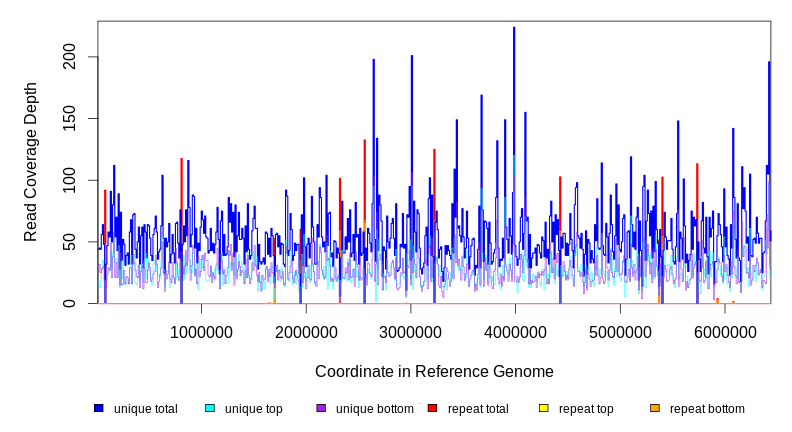 Read Coverage Depth
200
150
100
50
0
1000000 2000000 3000000 4000000 5000000 6000000
Coordinate in Reference Genome
unique total unique top unique bottom repeat total repeat top repeat bottom